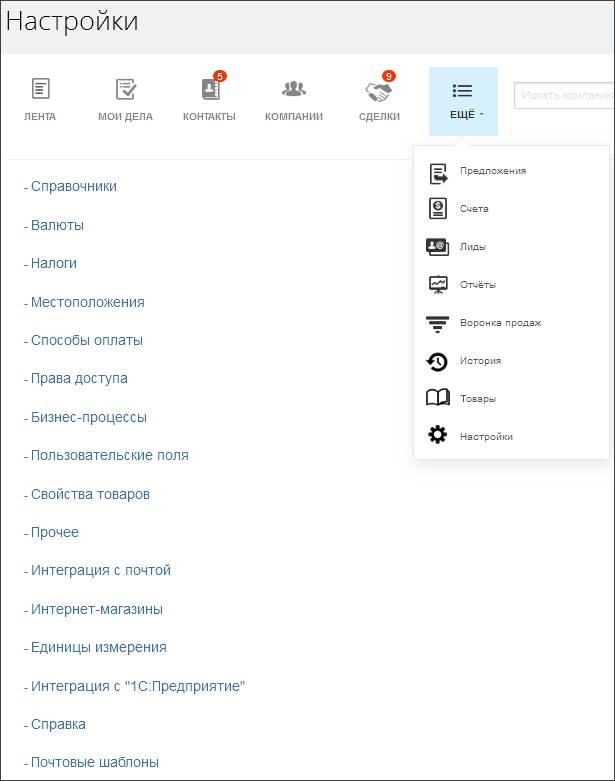 Настройки
5
9
ЛЕНТА
МОИ ДЕЛА
КОНТАКТЫ
КОМПАНИИ
СДЕЛКИ
ЕЩЁ
Искать компанию
Предложения
Счета
Лиды
Отчёты
Воронка продаж
История
Товары
Настройки
- Справочники
- Валюты
- Налоги
- Местоположения
- Способы оплаты
- Права доступа
- Бизнес-процессы
- Пользовательские поля
- Свойства товаров
- Прочее
- Интеграция с почтой
- Интернет-магазины
- Единицы измерения
- Интеграция с "1С:Предприятие"
- Справка
- Почтовые шаблоны